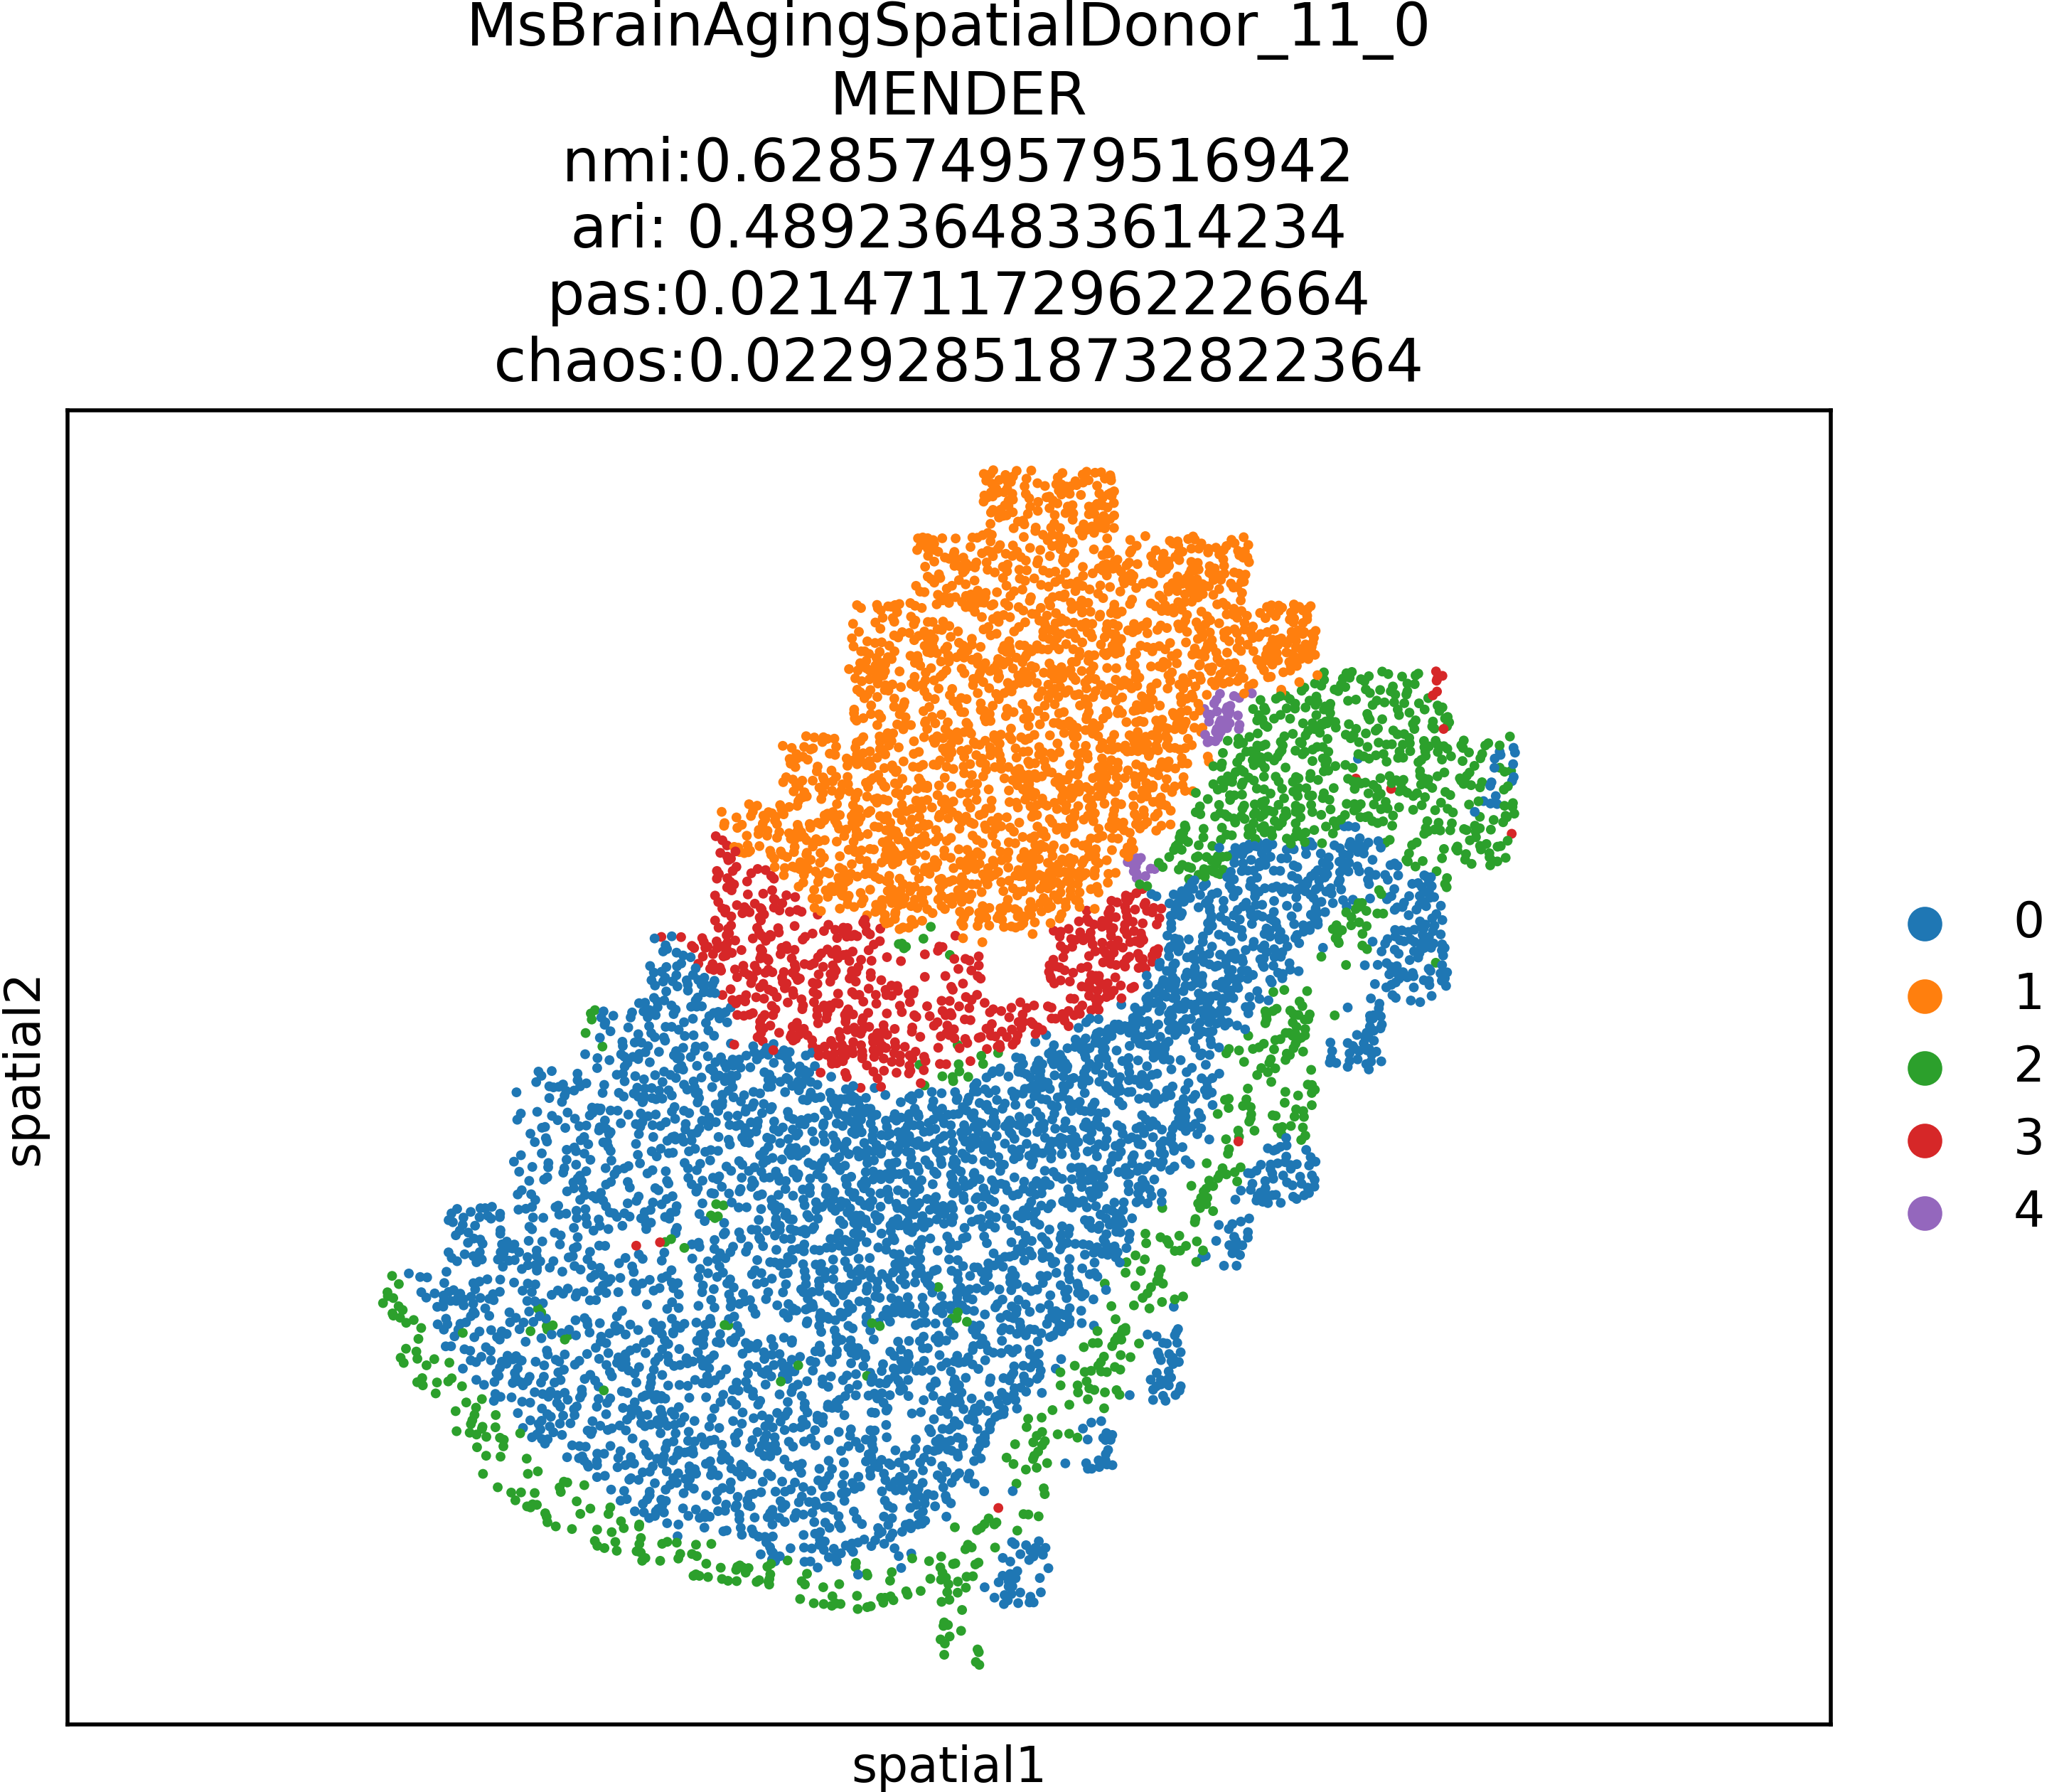 MsBrainAgingSpatialDonor_11_0
MENDER
nmi:0.6285749579516942
ari: 0.4892364833614234
pas:0.021471117296222664
chaos:0.022928518732822364
spatial2
spatial1
0
1
2
3
4